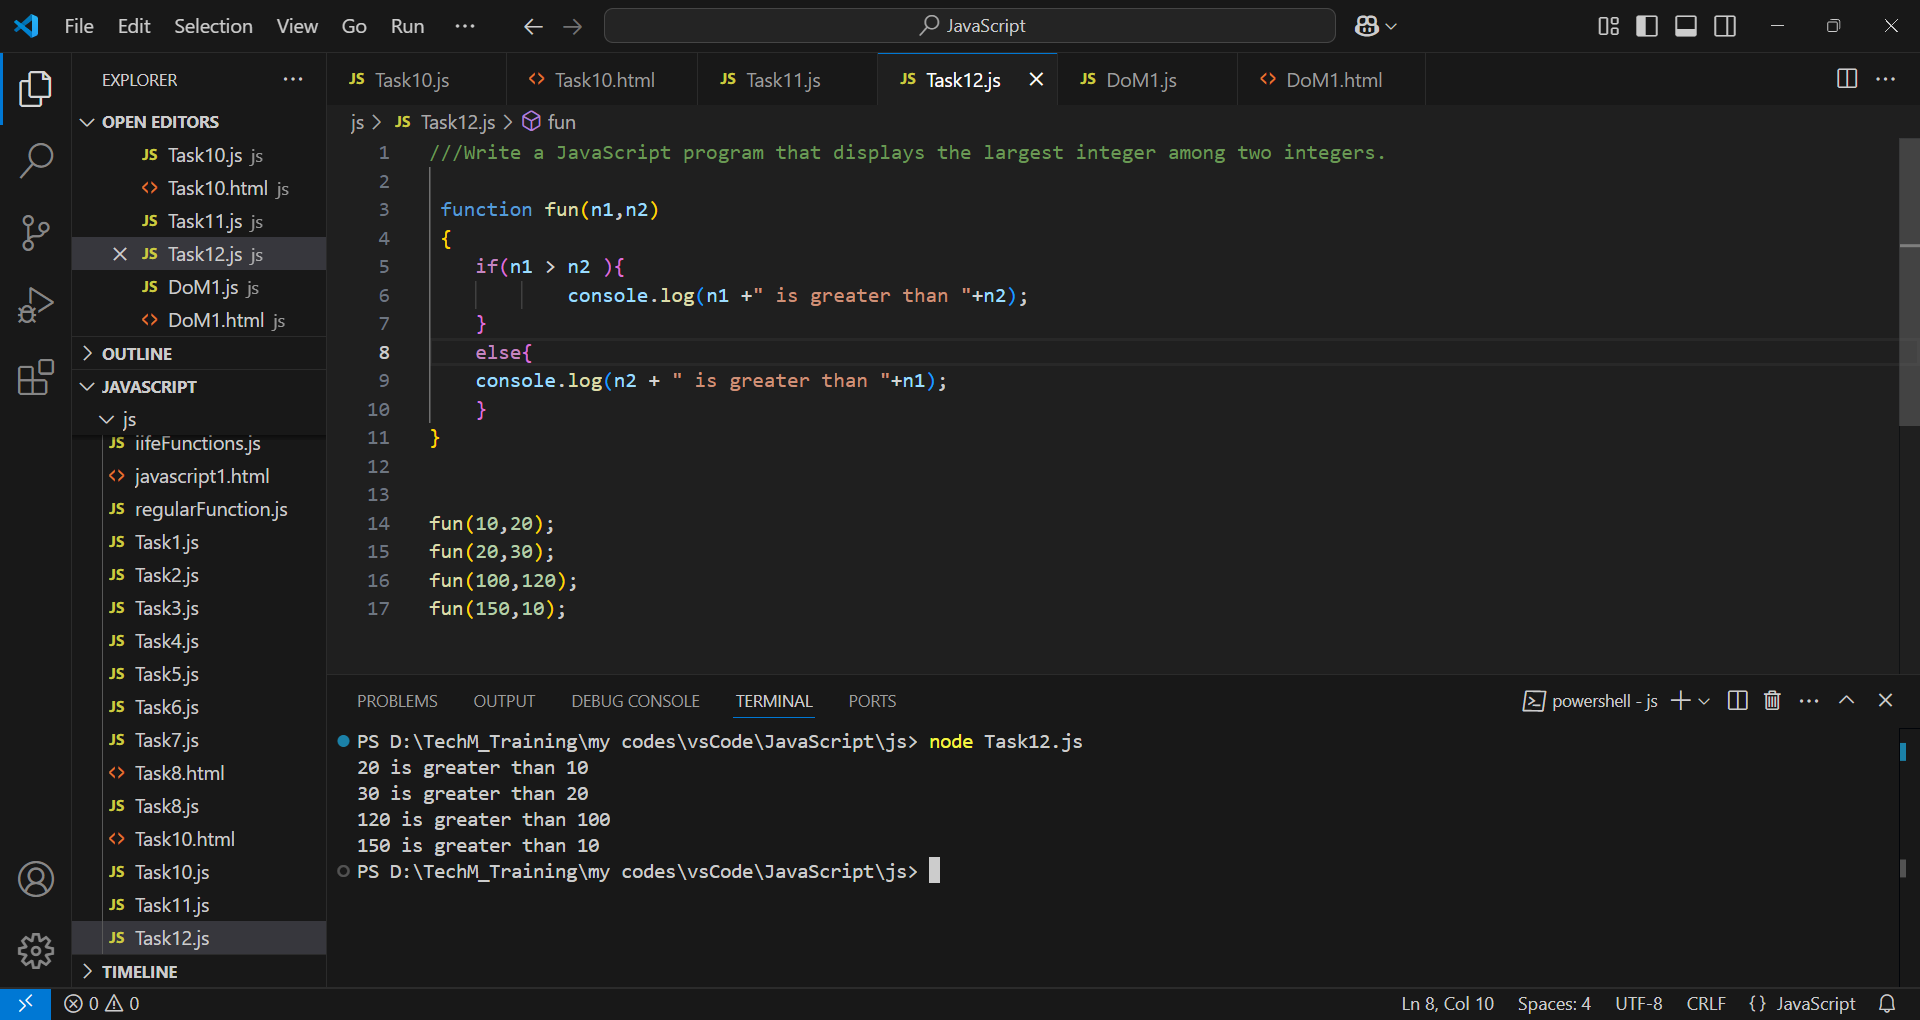 File Edit Selection View Go Run ··· JavaScript
EXPLORER ···
OPEN EDITORS
JS Task10.js js
<> Task10.html js
JS Task11.js js
JS Task12.js js
JS DoM1.js js
<> DoM1.html js
OUTLINE
JAVASCRIPT
js
JS iifeFunctions.js
<> javascript1.html
JS regularFunction.js
JS Task1.js
JS Task2.js
JS Task3.js
JS Task4.js
JS Task5.js
JS Task6.js
JS Task7.js
<> Task8.html
JS Task8.js
<> Task10.html
JS Task10.js
JS Task11.js
JS Task12.js
TIMELINE
JS Task10.js <> Task10.html JS Task11.js JS Task12.js JS DoM1.js <> DoM1.html
js > JS Task12.js > fun
1 ///Write a JavaScript program that displays the largest integer among two integers.
2
3 function fun(n1,n2)
4 {
5 if(n1 > n2 ){
6 console.log(n1 +" is greater than "+n2);
7 }
8 else{
9 console.log(n2 + " is greater than "+n1);
10 }
11 }
12
13
14 fun(10,20);
15 fun(20,30);
16 fun(100,120);
17 fun(150,10);
PROBLEMS OUTPUT DEBUG CONSOLE TERMINAL PORTS powershell - js
PS D:\TechM_Training\my codes\vsCode\JavaScript\js> node Task12.js
20 is greater than 10
30 is greater than 20
120 is greater than 100
150 is greater than 10
PS D:\TechM_Training\my codes\vsCode\JavaScript\js>
0 0 Ln 8, Col 10 Spaces: 4 UTF-8 CRLF {} JavaScript